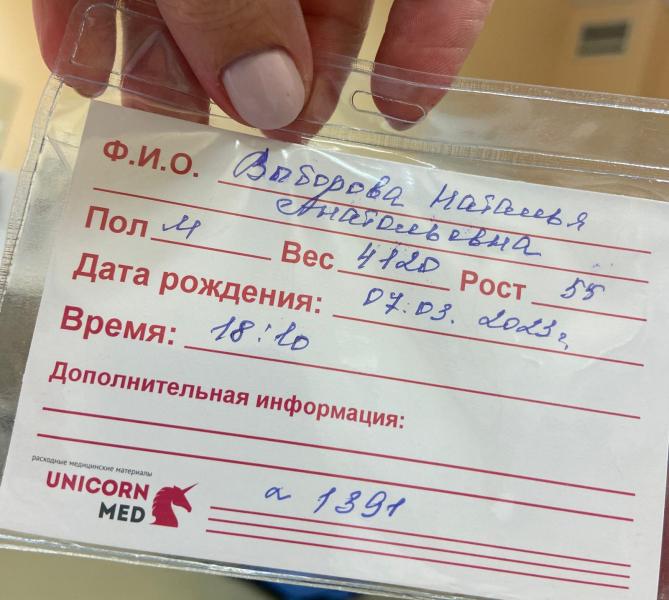 Ф.И.О. Выборова Наталья
Анатольевна
Пол М Вес 4120 Рост 55
Дата рождения: 07.03.2023г.
Время: 18:10
Дополнительная информация:
расходные медицинские материалы
UNICORN
MED
1391